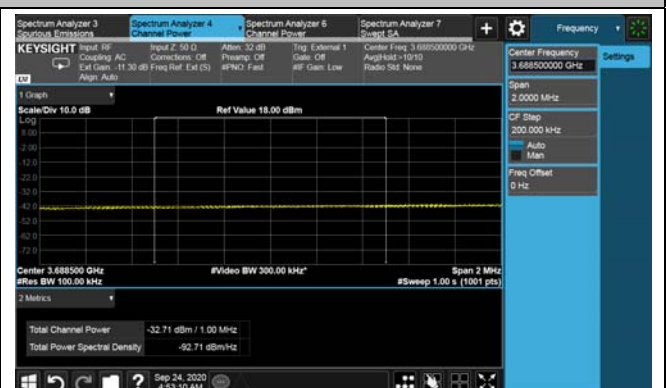 Spectrum Analyzer 3
Spurious Emissions
Spectrum Analyzer 4
Channel Power
Spectrum Analyzer 6
Channel Power
Spectrum Analyzer 7
Swept SA
Frequency
KEYSIGHT
Input: RF
Coupling: AC
Ext Gain: -11.30 dB
Align: Auto
Input Z: 50 Ω
Corrections: Off
Freq Ref: Ext (S)
Atten: 32 dB
Preamp: Off
#PNO: Fast
Trig: External 1
Gate: Off
#IF Gain: Low
Center Freq: 3.688500000 GHz
Avg|Hold:>10/10
Radio Std: None
LXI
1 Graph
Scale/Div 10.0 dB
Ref Value 18.00 dBm
Log
8.00
-2.00
-12.0
-22.0
-32.0
-42.0
-52.0
-62.0
-72.0
Center 3.688500 GHz
#Res BW 100.00 kHz
#Video BW 300.00 kHz*
Span 2 MHz
#Sweep 1.00 s (1001 pts)
2 Metrics
Total Channel Power -32.71 dBm / 1.00 MHz
Total Power Spectral Density -92.71 dBm/Hz
Sep 24, 2020
4:53:10 AM
Center Frequency
3.688500000 GHz
Settings
Span
2.0000 MHz
CF Step
200.000 kHz
Auto
Man
Freq Offset
0 Hz